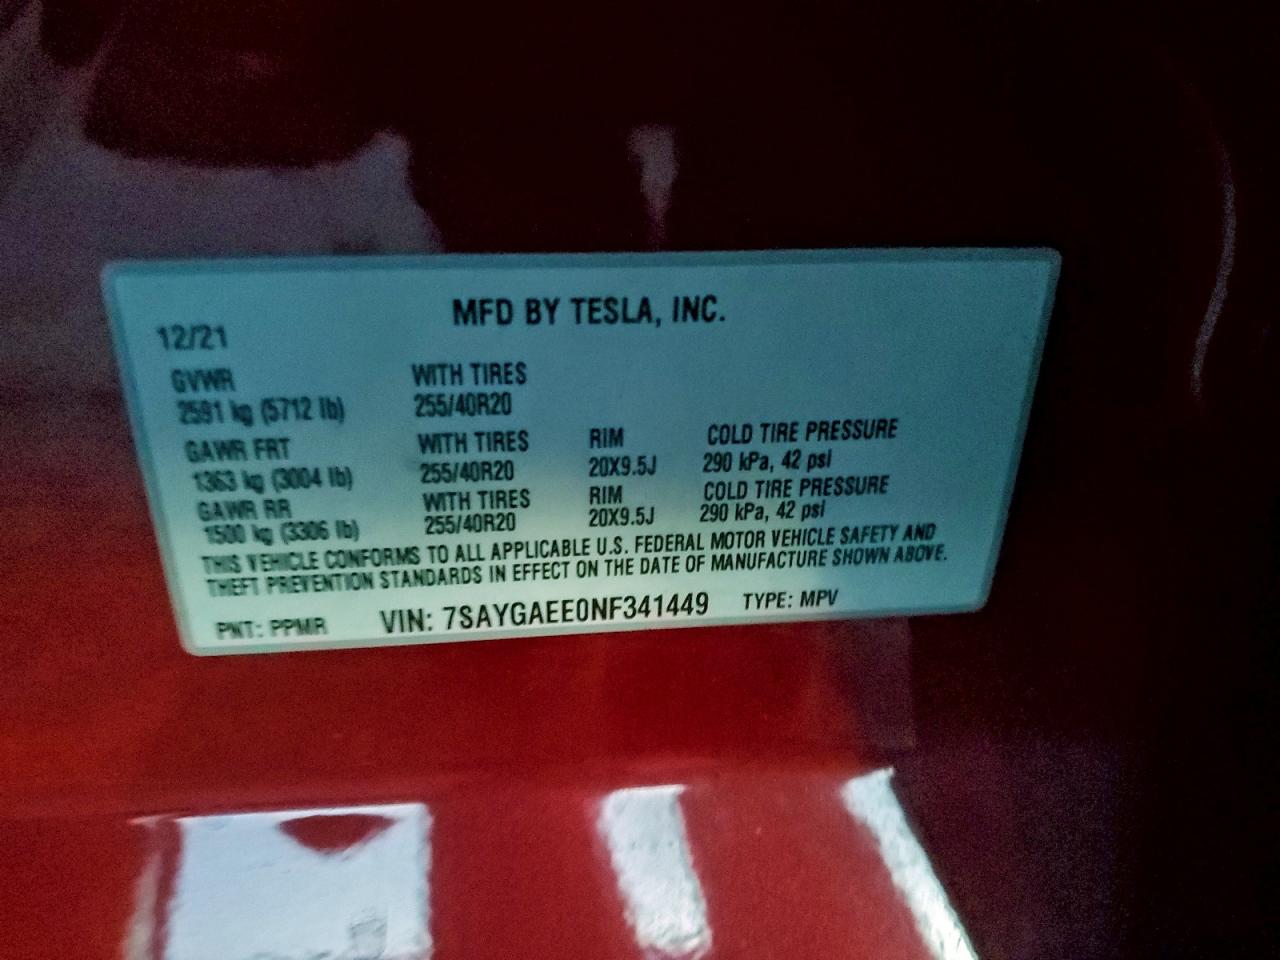 MFD BY TESLA, INC.
12/21
GVWR WITH TIRES
2591 kg (5712 lb) 255/40R20
GAWR FRT WITH TIRES RIM COLD TIRE PRESSURE
1363 kg (3004 lb) 255/40R20 20X9.5J 290 kPa, 42 psi
GAWR RR WITH TIRES RIM COLD TIRE PRESSURE
1500 kg (3306 lb) 255/40R20 20X9.5J 290 kPa, 42 psi
THIS VEHICLE CONFORMS TO ALL APPLICABLE U.S. FEDERAL MOTOR VEHICLE SAFETY AND
THEFT PREVENTION STANDARDS IN EFFECT ON THE DATE OF MANUFACTURE SHOWN ABOVE.
PNT: PPMR VIN: 7SAYGAEE0NF341449 TYPE: MPV